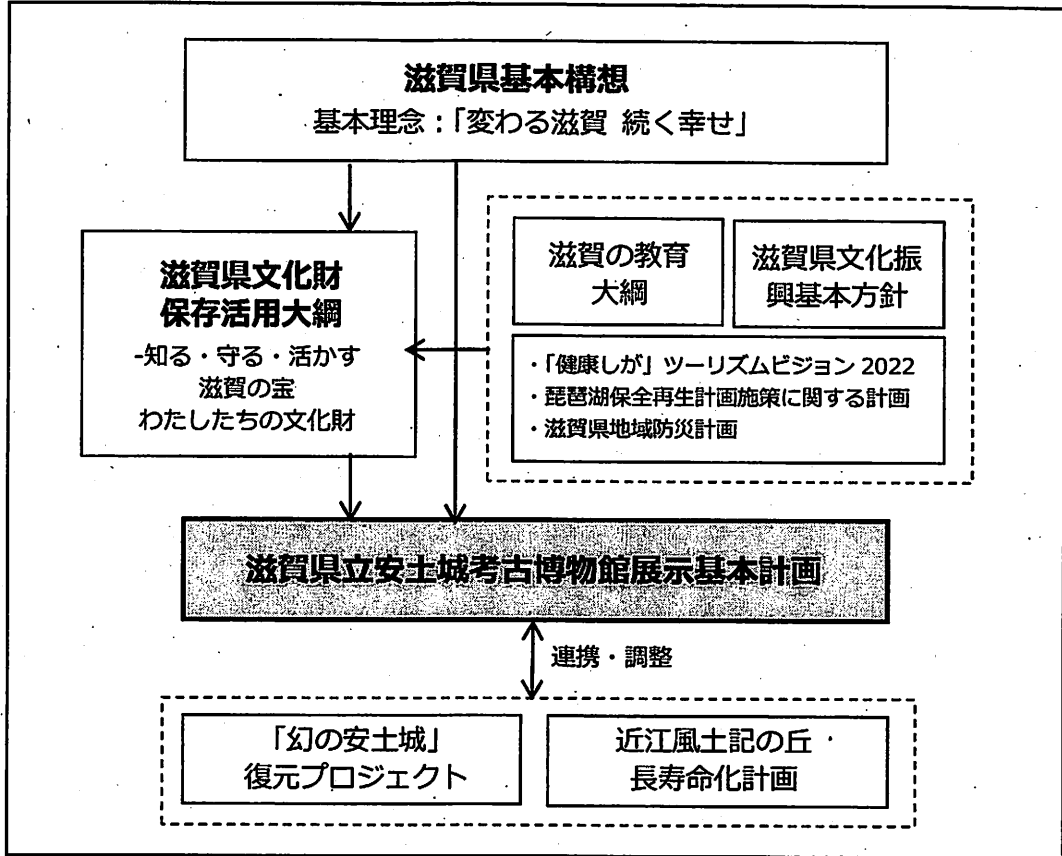 滋賀県基本構想
基本理念：「変わる滋賀 続く幸せ」
滋賀県文化財
保存活用大綱
-知る・守る・活かす
滋賀の宝
わたしたちの文化財
滋賀の教育
大綱
滋賀県文化振
興基本方針
・「健康しが」ツーリズムビジョン 2022
・琵琶湖保全再生計画施策に関する計画
・滋賀県地域防災計画
滋賀県立安土城考古博物館展示基本計画
連携・調整
「幻の安土城」
復元プロジェクト
近江風土記の丘
長寿命化計画